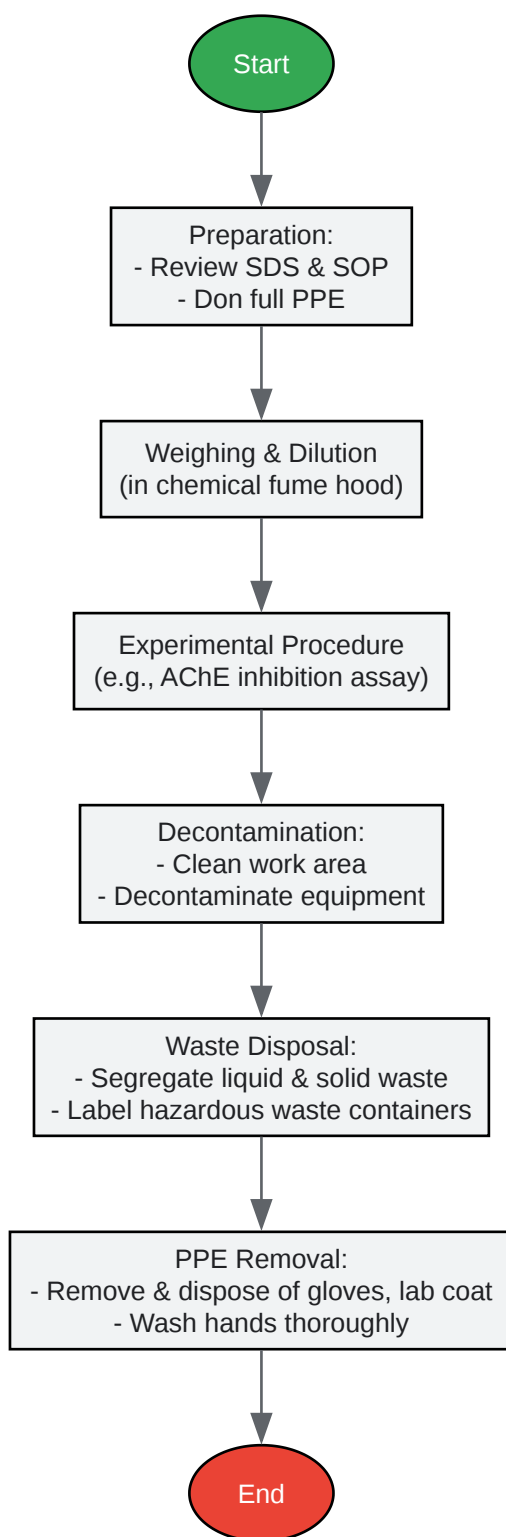 Start
Preparation:
- Review SDS & SOP
- Don full PPE
Weighing & Dilution
(in chemical fume hood)
Experimental Procedure
(e.g., AChE inhibition assay)
Decontamination:
- Clean work area
- Decontaminate equipment
Waste Disposal:
- Segregate liquid & solid waste
- Label hazardous waste containers
PPE Removal:
- Remove & dispose of gloves, lab coat
- Wash hands thoroughly
End